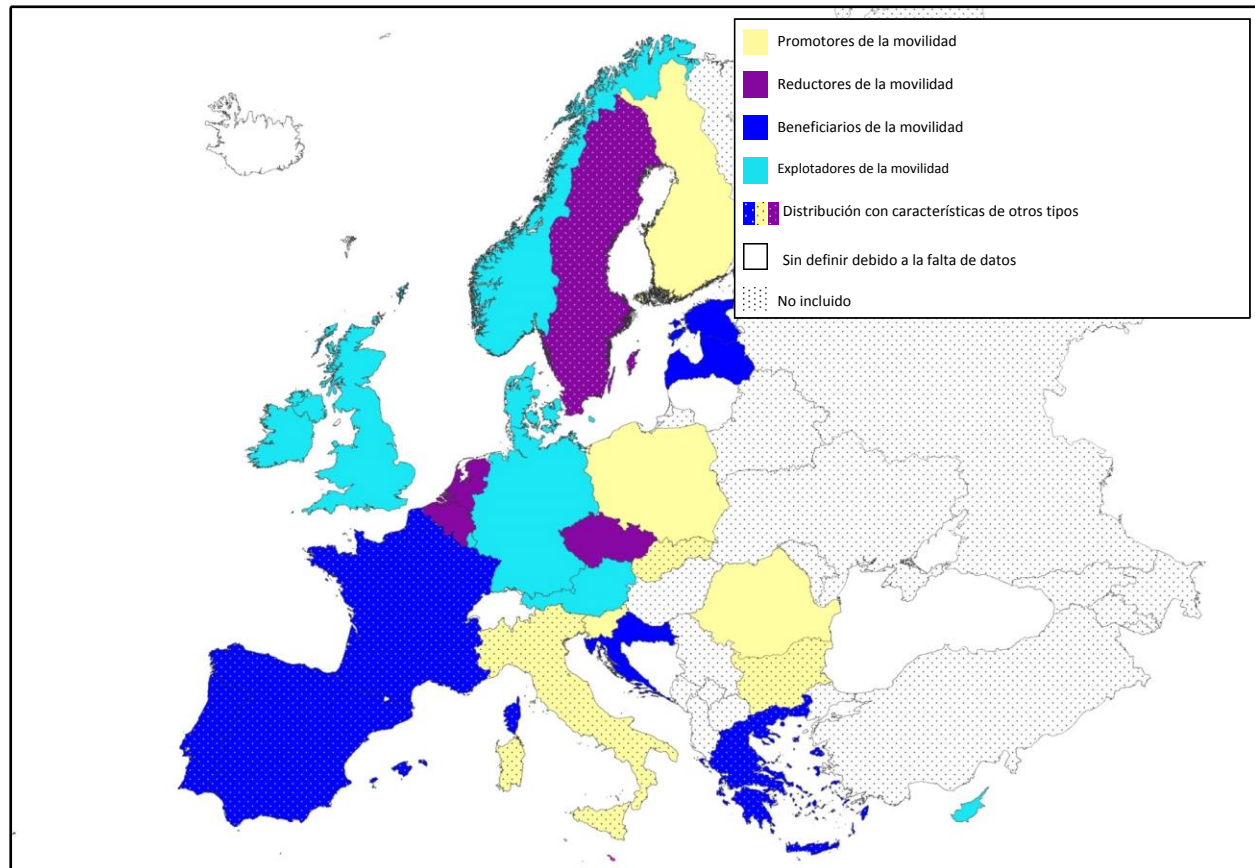 Promotores de la movilidad
Reductores de la movilidad
Beneficiarios de la movilidad
Explotadores de la movilidad
Distribución con características de otros tipos
Sin definir debido a la falta de datos
No incluido